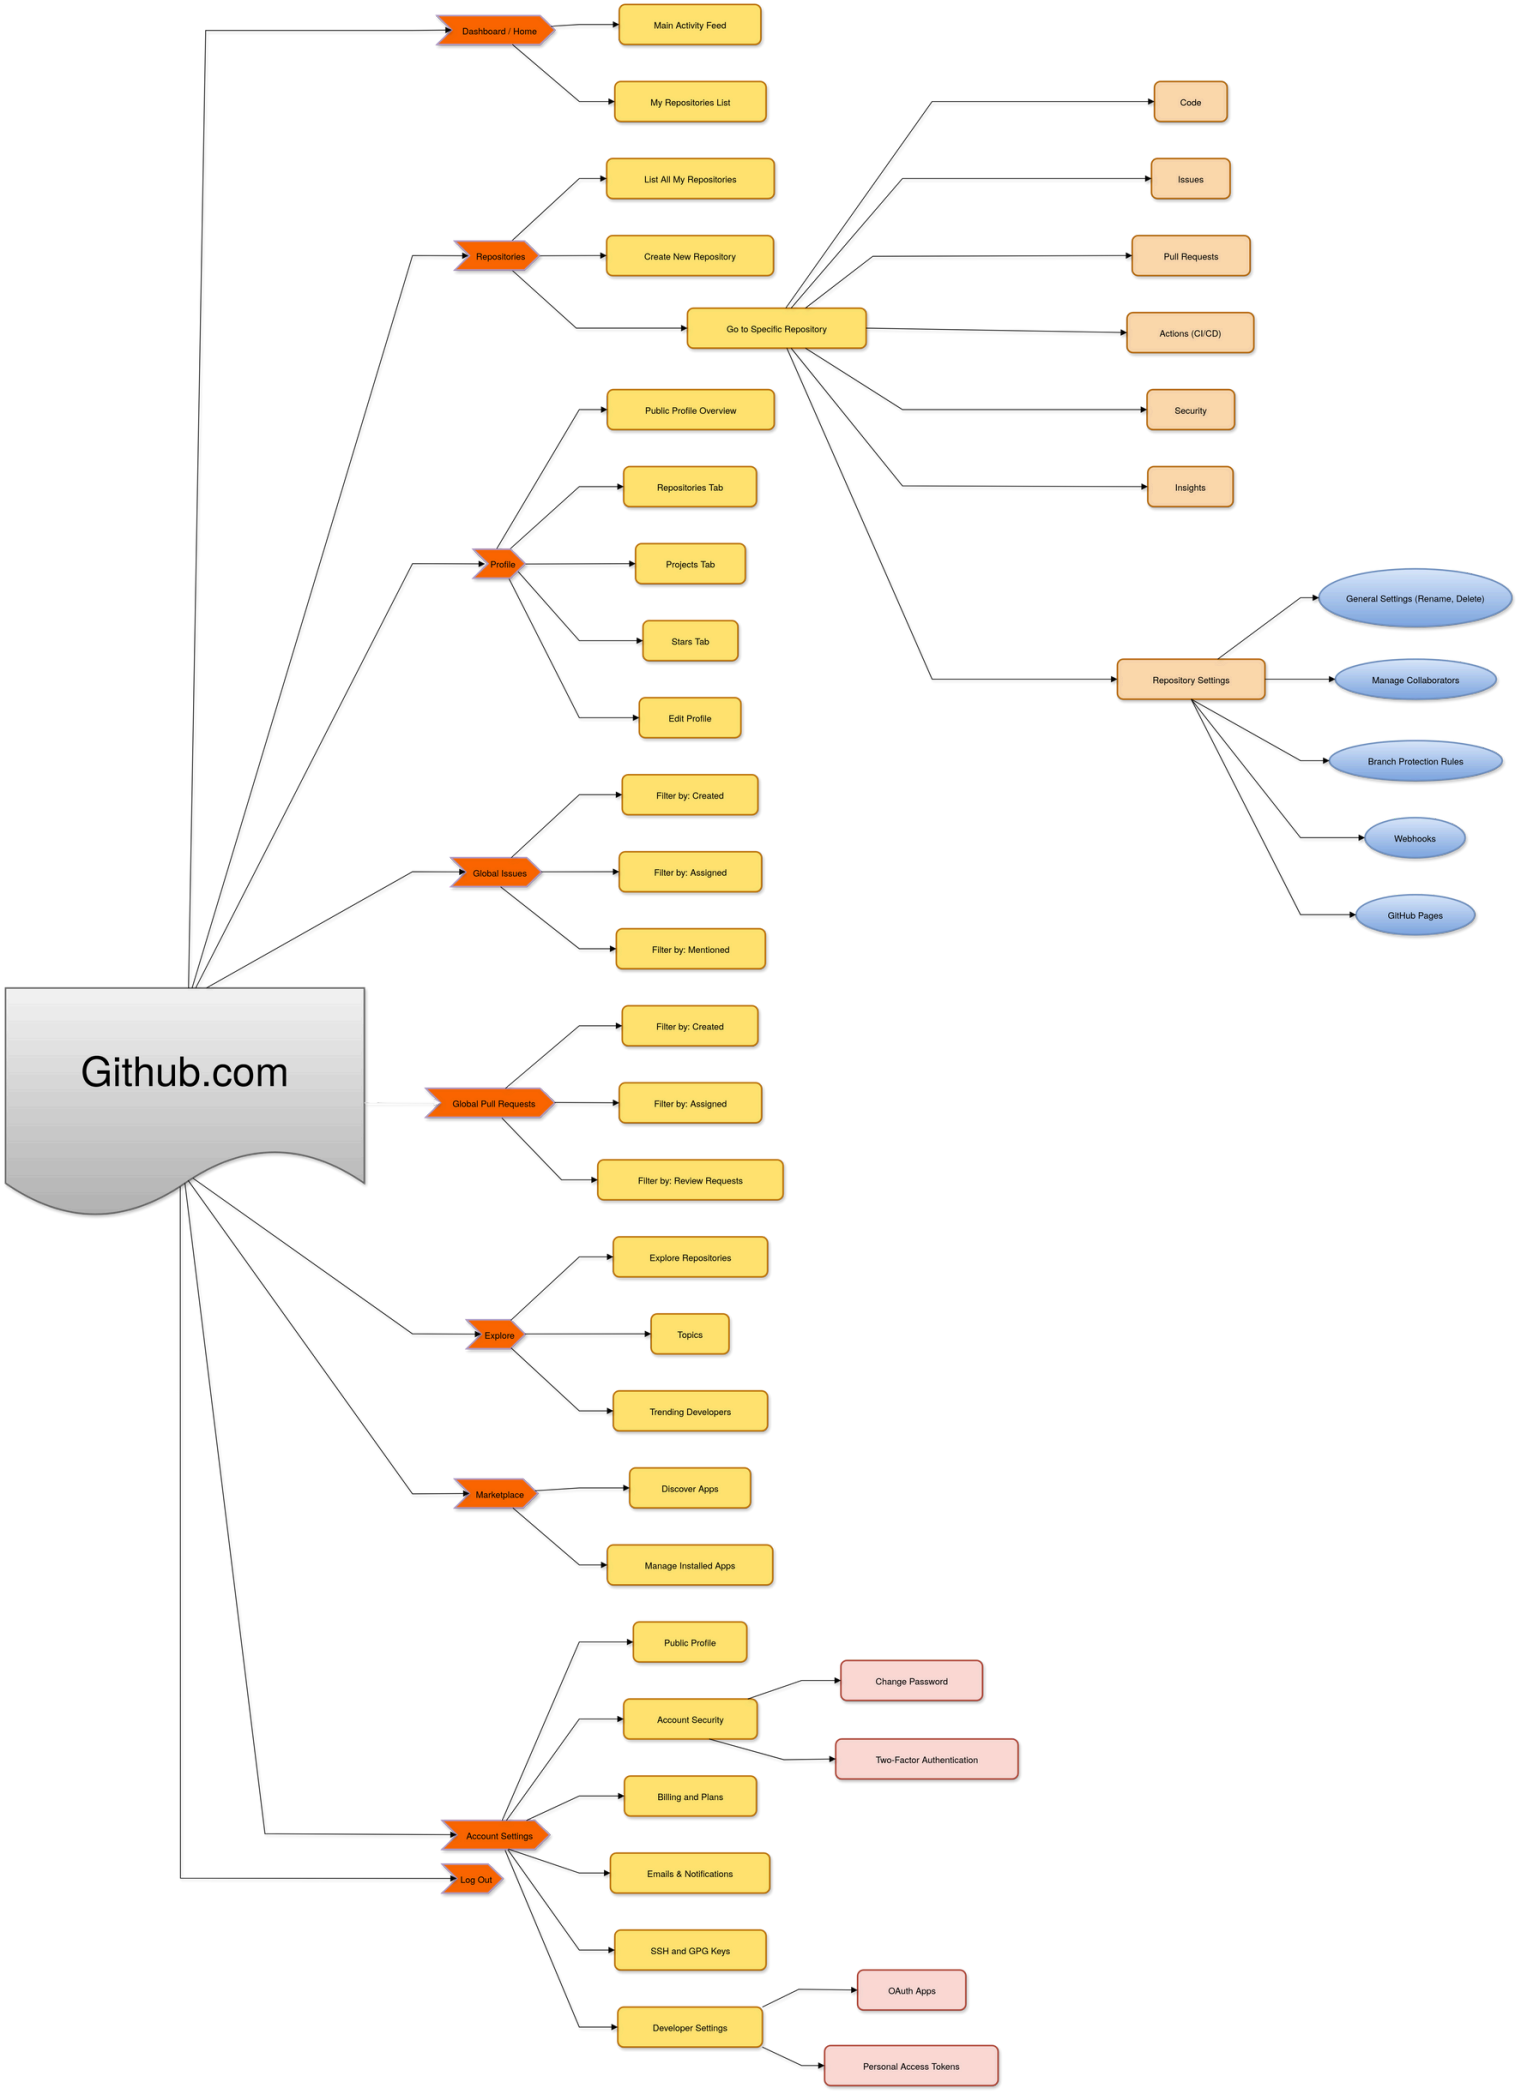 Github.com
Dashboard / Home
Main Activity Feed
My Repositories List
Repositories
List All My Repositories
Create New Repository
Go to Specific Repository
Code
Issues
Pull Requests
Actions (CI/CD)
Security
Insights
Repository Settings
General Settings (Rename, Delete)
Manage Collaborators
Branch Protection Rules
Webhooks
GitHub Pages
Profile
Public Profile Overview
Repositories Tab
Projects Tab
Stars Tab
Edit Profile
Global Issues
Filter by: Created
Filter by: Assigned
Filter by: Mentioned
Global Pull Requests
Filter by: Created
Filter by: Assigned
Filter by: Review Requests
Explore
Explore Repositories
Topics
Trending Developers
Marketplace
Discover Apps
Manage Installed Apps
Account Settings
Public Profile
Account Security
Change Password
Two-Factor Authentication
Billing and Plans
Emails & Notifications
SSH and GPG Keys
Developer Settings
OAuth Apps
Personal Access Tokens
Log Out